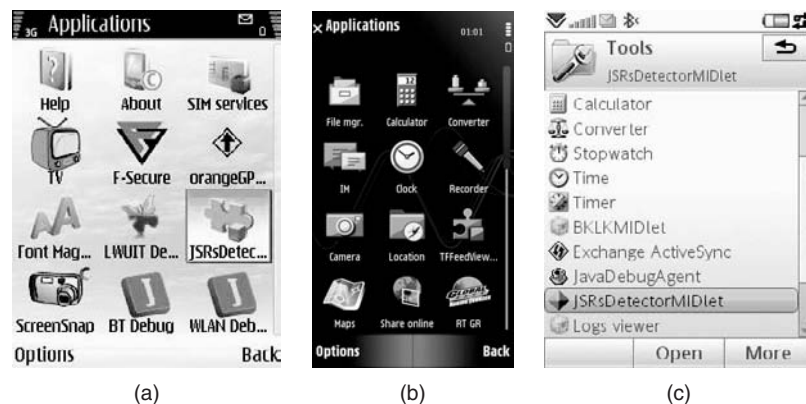 3G Applications
Help About SIM services
TV F-Secure orangeGP...
Font Mag... LWUIT De... JSRsDetec...
ScreenSnap BT Debug WLAN Deb...
Options Back
(a)
× Applications 01:01
File mgr. Calculator Converter
IM Clock Recorder
Camera Location TFFeedView...
Maps Share online RT GR
Options Back
(b)
Tools
JSRsDetectorMIDlet
Calculator
Converter
Stopwatch
Time
Timer
BKLKMIDlet
Exchange ActiveSync
JavaDebugAgent
JSRsDetectorMIDlet
Logs viewer
Open More
(c)